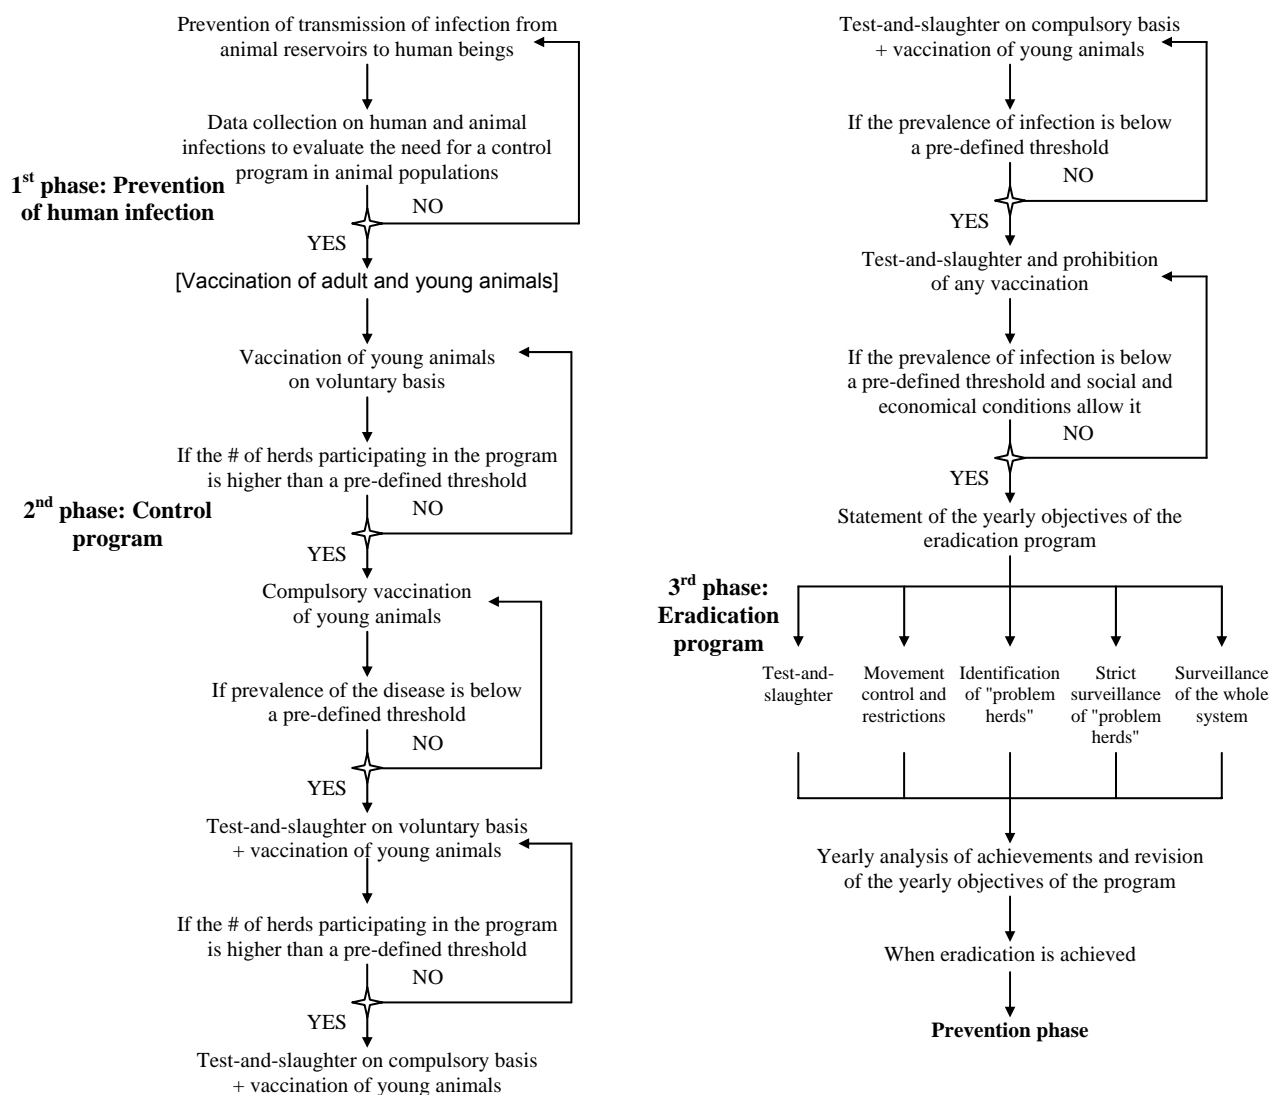 Prevention of transmission of infection from
animal reservoirs to human beings
Data collection on human and animal
infections to evaluate the need for a control
program in animal populations
1st phase: Prevention
of human infection
NO
YES
[Vaccination of adult and young animals]
Vaccination of young animals
on voluntary basis
If the # of herds participating in the program
is higher than a pre-defined threshold
2nd phase: Control
program
NO
YES
Compulsory vaccination
of young animals
If prevalence of the disease is below
a pre-defined threshold
NO
YES
Test-and-slaughter on voluntary basis
+ vaccination of young animals
If the # of herds participating in the program
is higher than a pre-defined threshold
NO
YES
Test-and-slaughter on compulsory basis
+ vaccination of young animals
Test-and-slaughter on compulsory basis
+ vaccination of young animals
If the prevalence of infection is below
a pre-defined threshold
NO
YES
Test-and-slaughter and prohibition
of any vaccination
If the prevalence of infection is below
a pre-defined threshold and social and
economical conditions allow it
NO
YES
Statement of the yearly objectives of the
eradication program
3rd phase:
Eradication
program
Test-and-
slaughter
Movement
control and
restrictions
Identification
of "problem
herds"
Strict
surveillance
of "problem
herds"
Surveillance
of the whole
system
Yearly analysis of achievements and revision
of the yearly objectives of the program
When eradication is achieved
Prevention phase